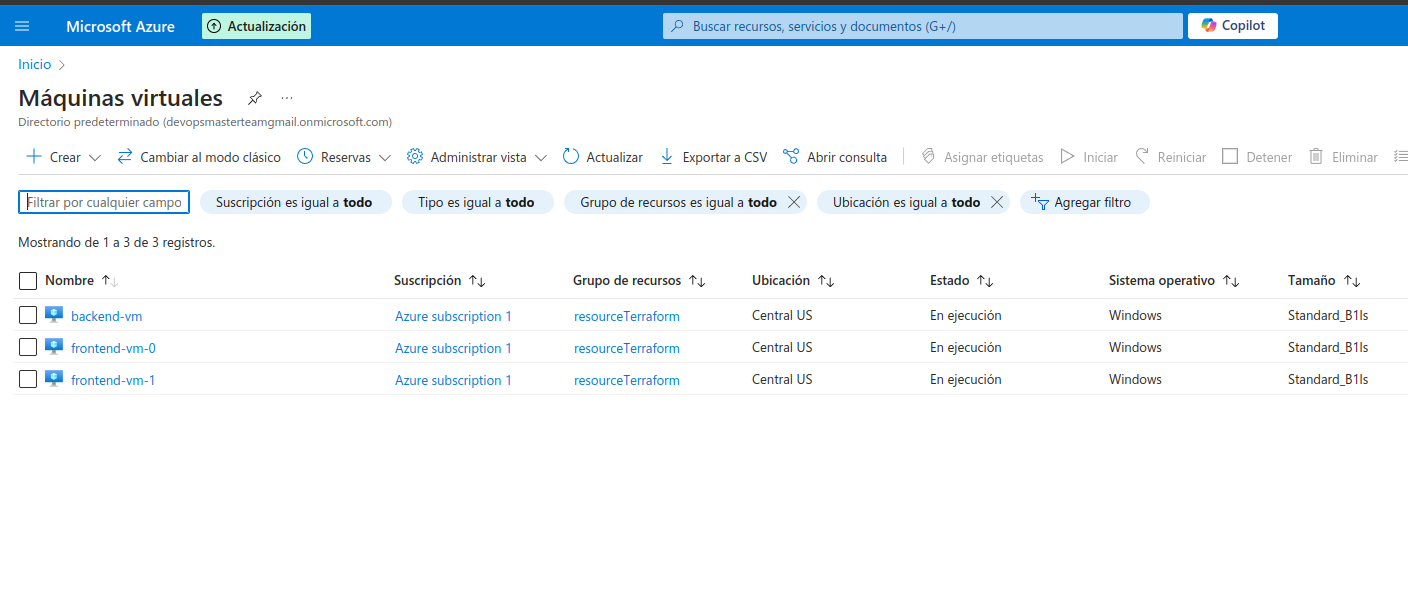 Microsoft Azure Actualización Buscar recursos, servicios y documentos (G+/) Copilot
Inicio
Máquinas virtuales
Directorio predeterminado (devopsmasterteamgmail.onmicrosoft.com)
Crear Cambiar al modo clásico Reservas Administrar vista Actualizar Exportar a CSV Abrir consulta Asignar etiquetas Iniciar Reiniciar Detener Eliminar
Filtrar por cualquier campo Suscripción es igual a todo Tipo es igual a todo Grupo de recursos es igual a todo Ubicación es igual a todo Agregar filtro
Mostrando de 1 a 3 de 3 registros.
Nombre Suscripción Grupo de recursos Ubicación Estado Sistema operativo Tamaño
backend-vm Azure subscription 1 resourceTerraform Central US En ejecución Windows Standard_B1ls
frontend-vm-0 Azure subscription 1 resourceTerraform Central US En ejecución Windows Standard_B1ls
frontend-vm-1 Azure subscription 1 resourceTerraform Central US En ejecución Windows Standard_B1ls